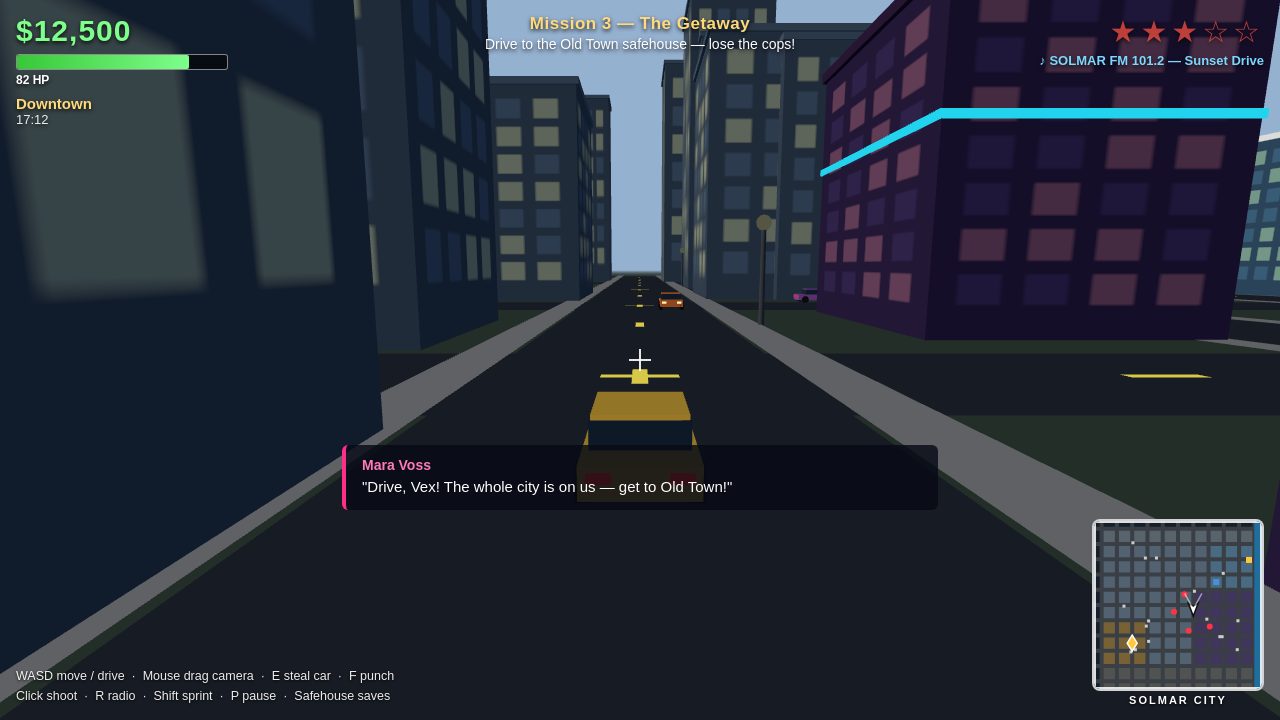 $12,500
82 HP
Downtown
17:12
Mission 3 — The Getaway
Drive to the Old Town safehouse — lose the cops!
★★★☆☆
♪ SOLMAR FM 101.2 — Sunset Drive
Mara Voss
"Drive, Vex! The whole city is on us — get to Old Town!"
WASD move / drive · Mouse drag camera · E steal car · F punch
Click shoot · R radio · Shift sprint · P pause · Safehouse saves
SOLMAR CITY